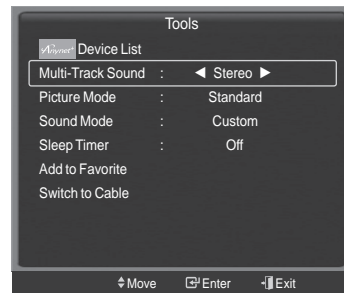 Tools
Anynet+ Device List
Multi-Track Sound : ◀ Stereo ▶
Picture Mode : Standard
Sound Mode : Custom
Sleep Timer : Off
Add to Favorite
Switch to Cable
Move Enter Exit